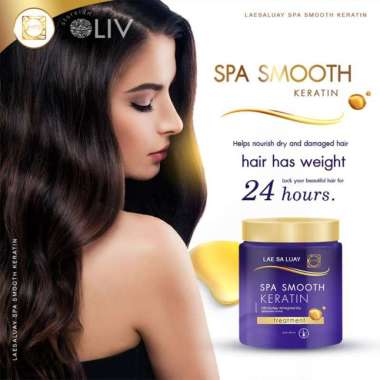 OLIV
LAESALUAY SPA SMOOTH KERATIN
SPA SMOOTH
KERATIN
Helps nourish dry and damaged hair
hair has weight
Lock your beautiful hair for
24 hours.
LAE SA LUAY
SPA SMOOTH
KERATIN
treatment
LAESALUAY SPA SMOOTH KERATIN